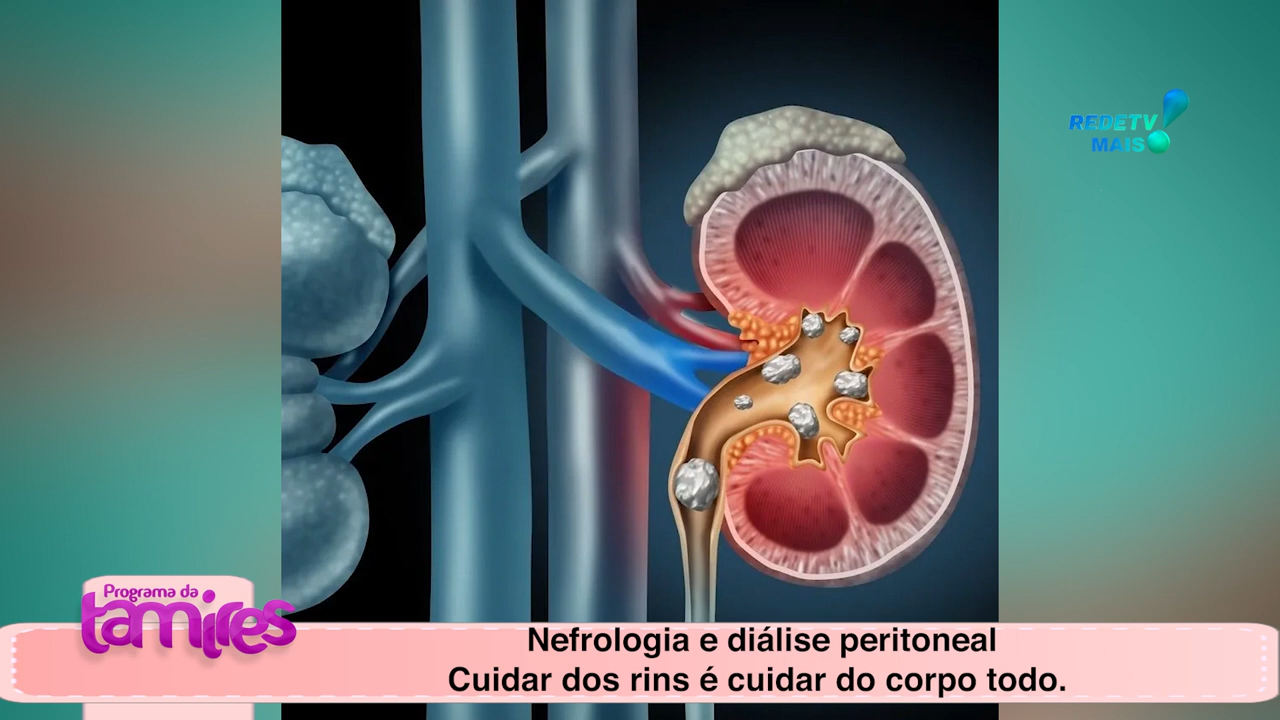 REDETV!
MAIS
Programa da
tamires
Nefrologia e diálise peritoneal
Cuidar dos rins é cuidar do corpo todo.